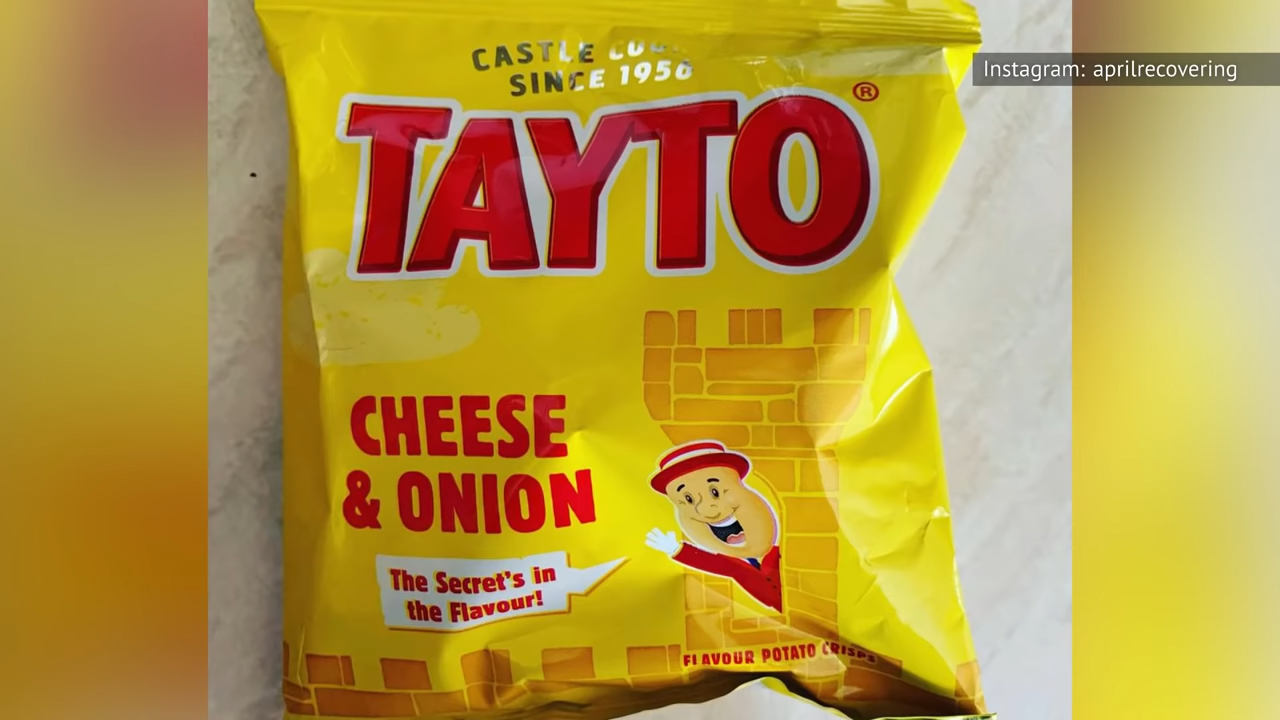 CASTLE
SINCE 1956
TAYTO®
Instagram: aprilrecovering
CHEESE
& ONION
The Secret's in
the Flavour!
FLAVOUR POTATO CRISPS